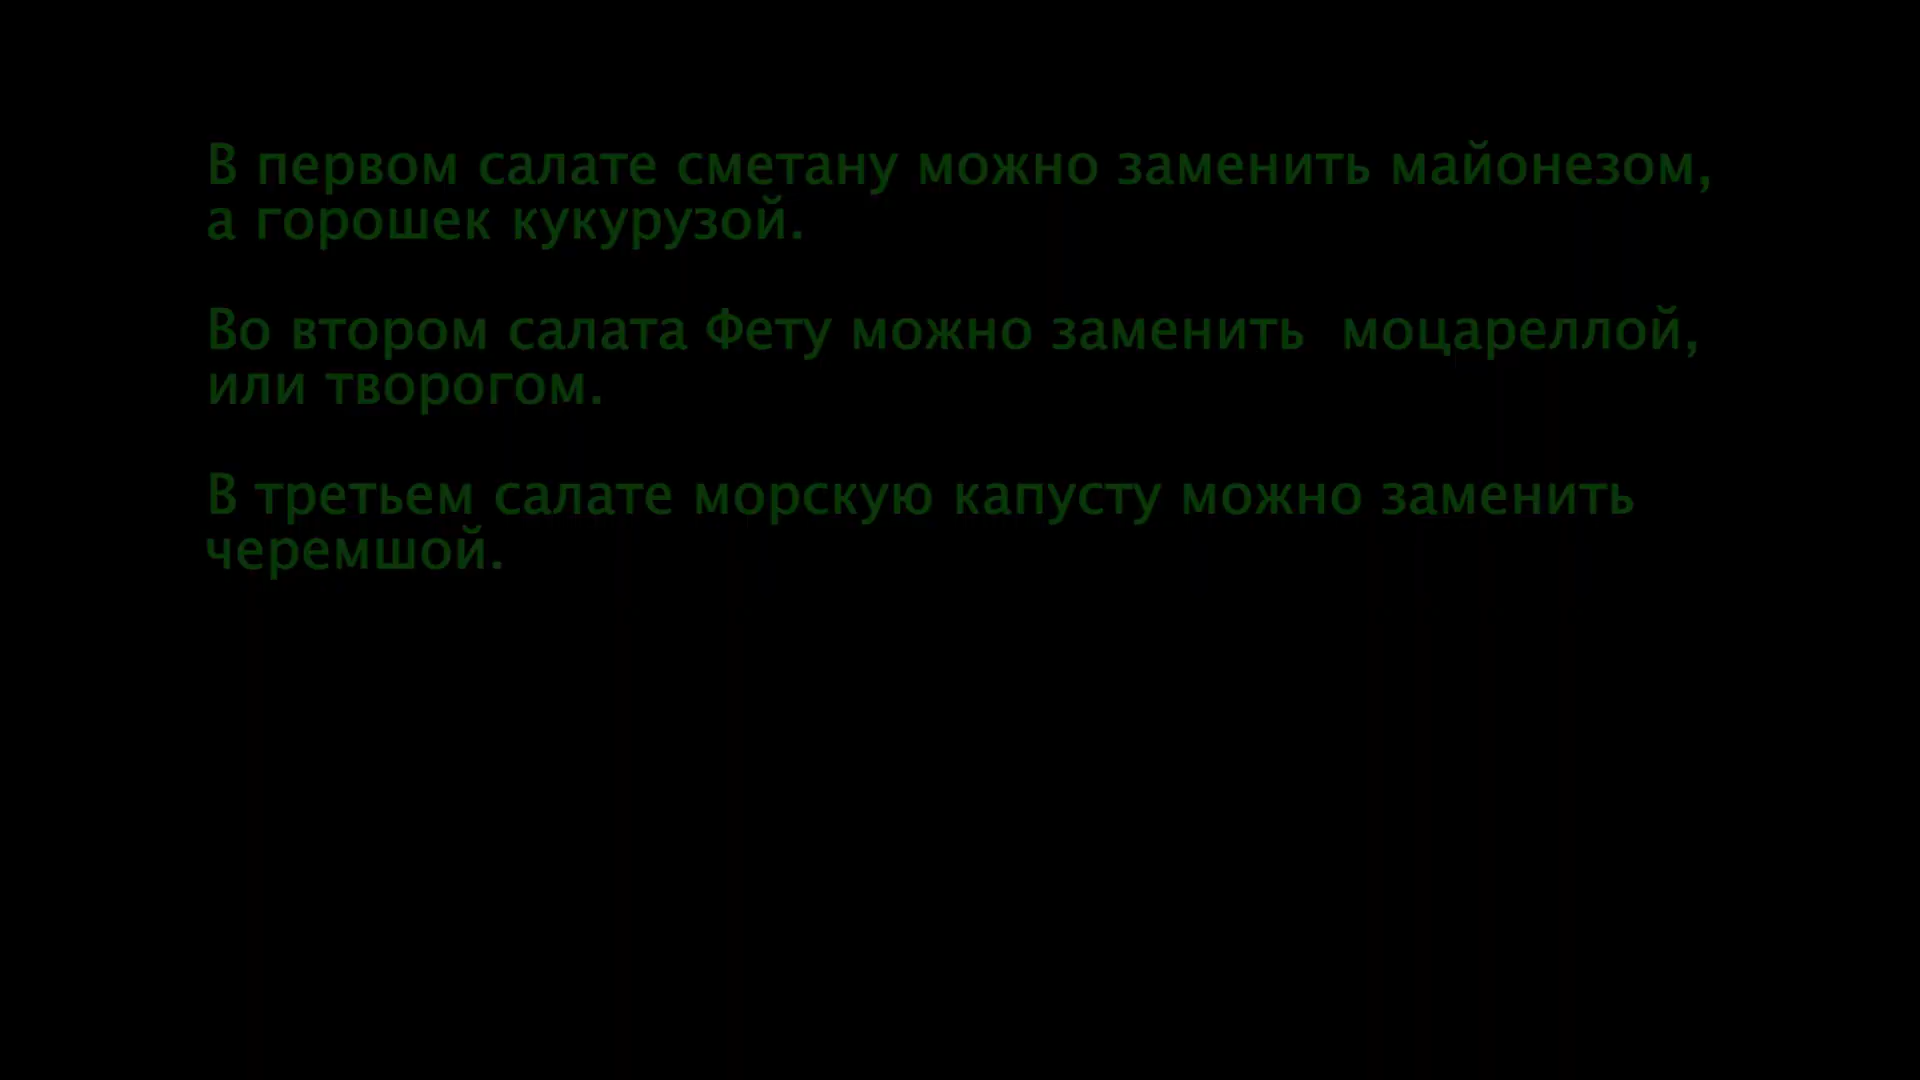 В первом салате сметану можно заменить майонезом,
а горошек кукурузой.
Во втором салата Фету можно заменить  моцареллой,
или творогом.
В третьем салате морскую капусту можно заменить
черемшой.